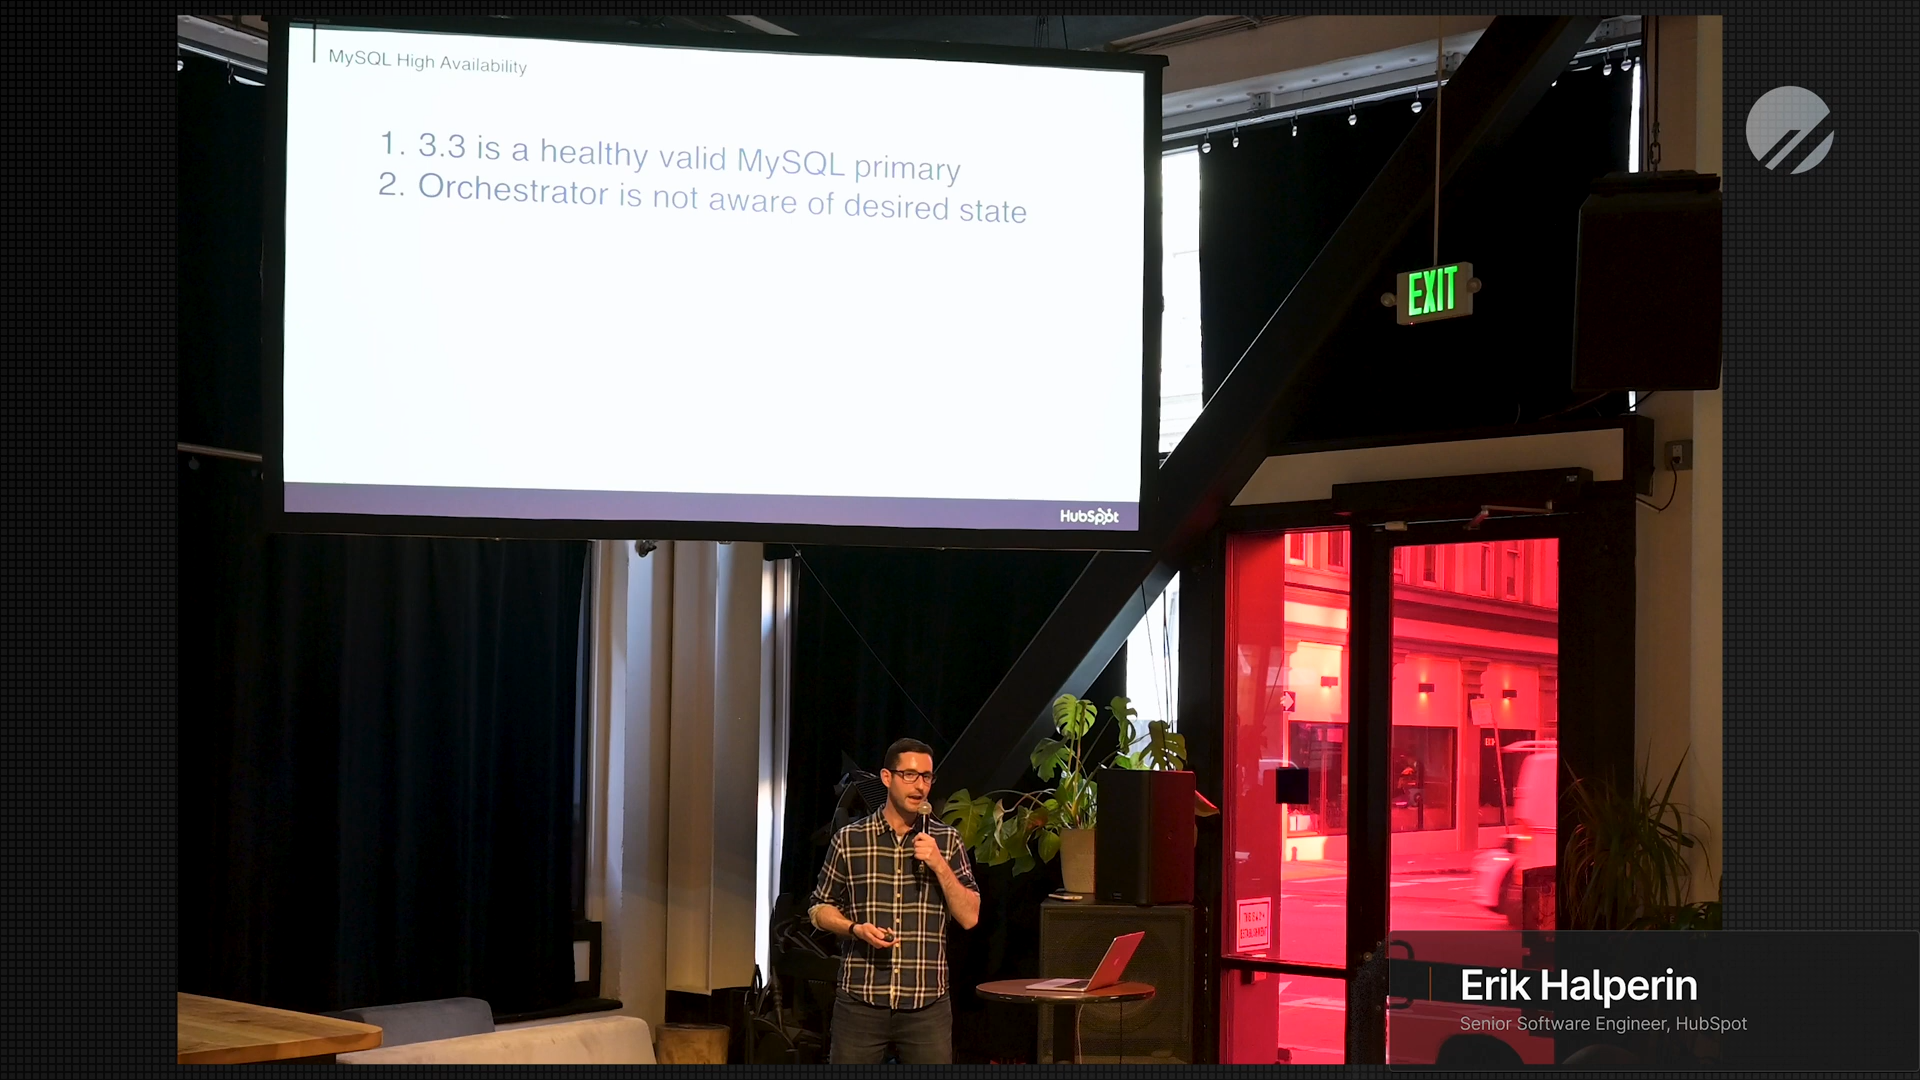 MySQL High Availability
1. 3.3 is a healthy valid MySQL primary
2. Orchestrator is not aware of desired state
HubSpot
EXIT
Erik Halperin
Senior Software Engineer, HubSpot